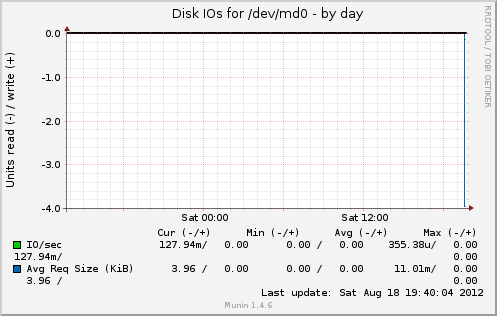 Disk IOs for /dev/md0 - by day
RRDTOOL / TOBI OETIKER
Units read (-) / write (+)
0.0
-1.0
-2.0
-3.0
-4.0
Sat 00:00 Sat 12:00
Cur (-/+) Min (-/+) Avg (-/+) Max (-/+)
IO/sec 127.94m/ 0.00 0.00 / 0.00 355.38u/ 0.00
127.94m/ 0.00
Avg Req Size (KiB) 3.96 / 0.00 0.00 / 0.00 11.01m/ 0.00
3.96 / 0.00
Last update: Sat Aug 18 19:40:04 2012
Munin 1.4.6